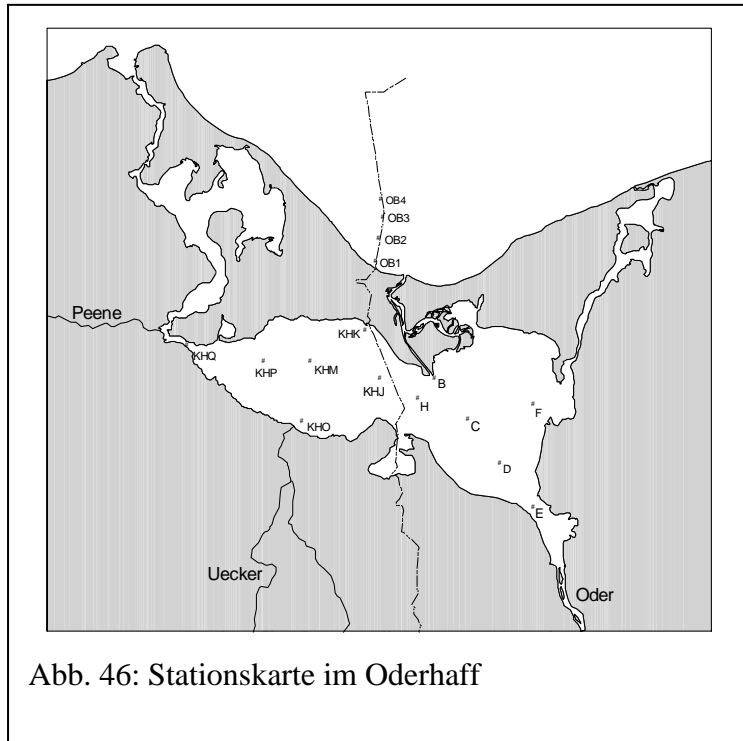 OB4
OB3
OB2
OB1
Peene
KHK
KHQ
KHP
KHM
KHJ
B
H
F
C
KHO
D
E
Uecker
Oder
Abb. 46: Stationskarte im Oderhaff